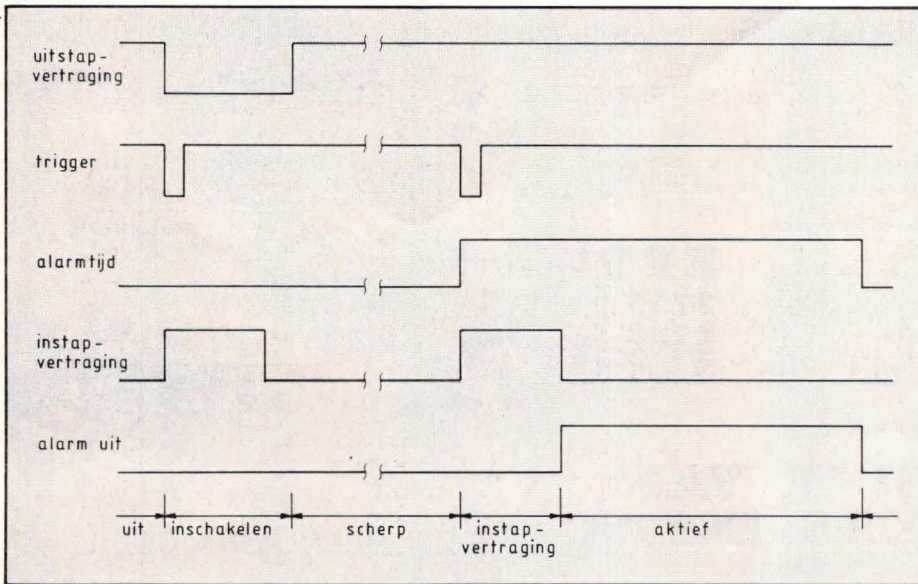 uitstap-
vertraging
trigger
alarmtijd
instap-
vertraging
alarm uit
uit inschakelen scherp instap- aktief
vertraging